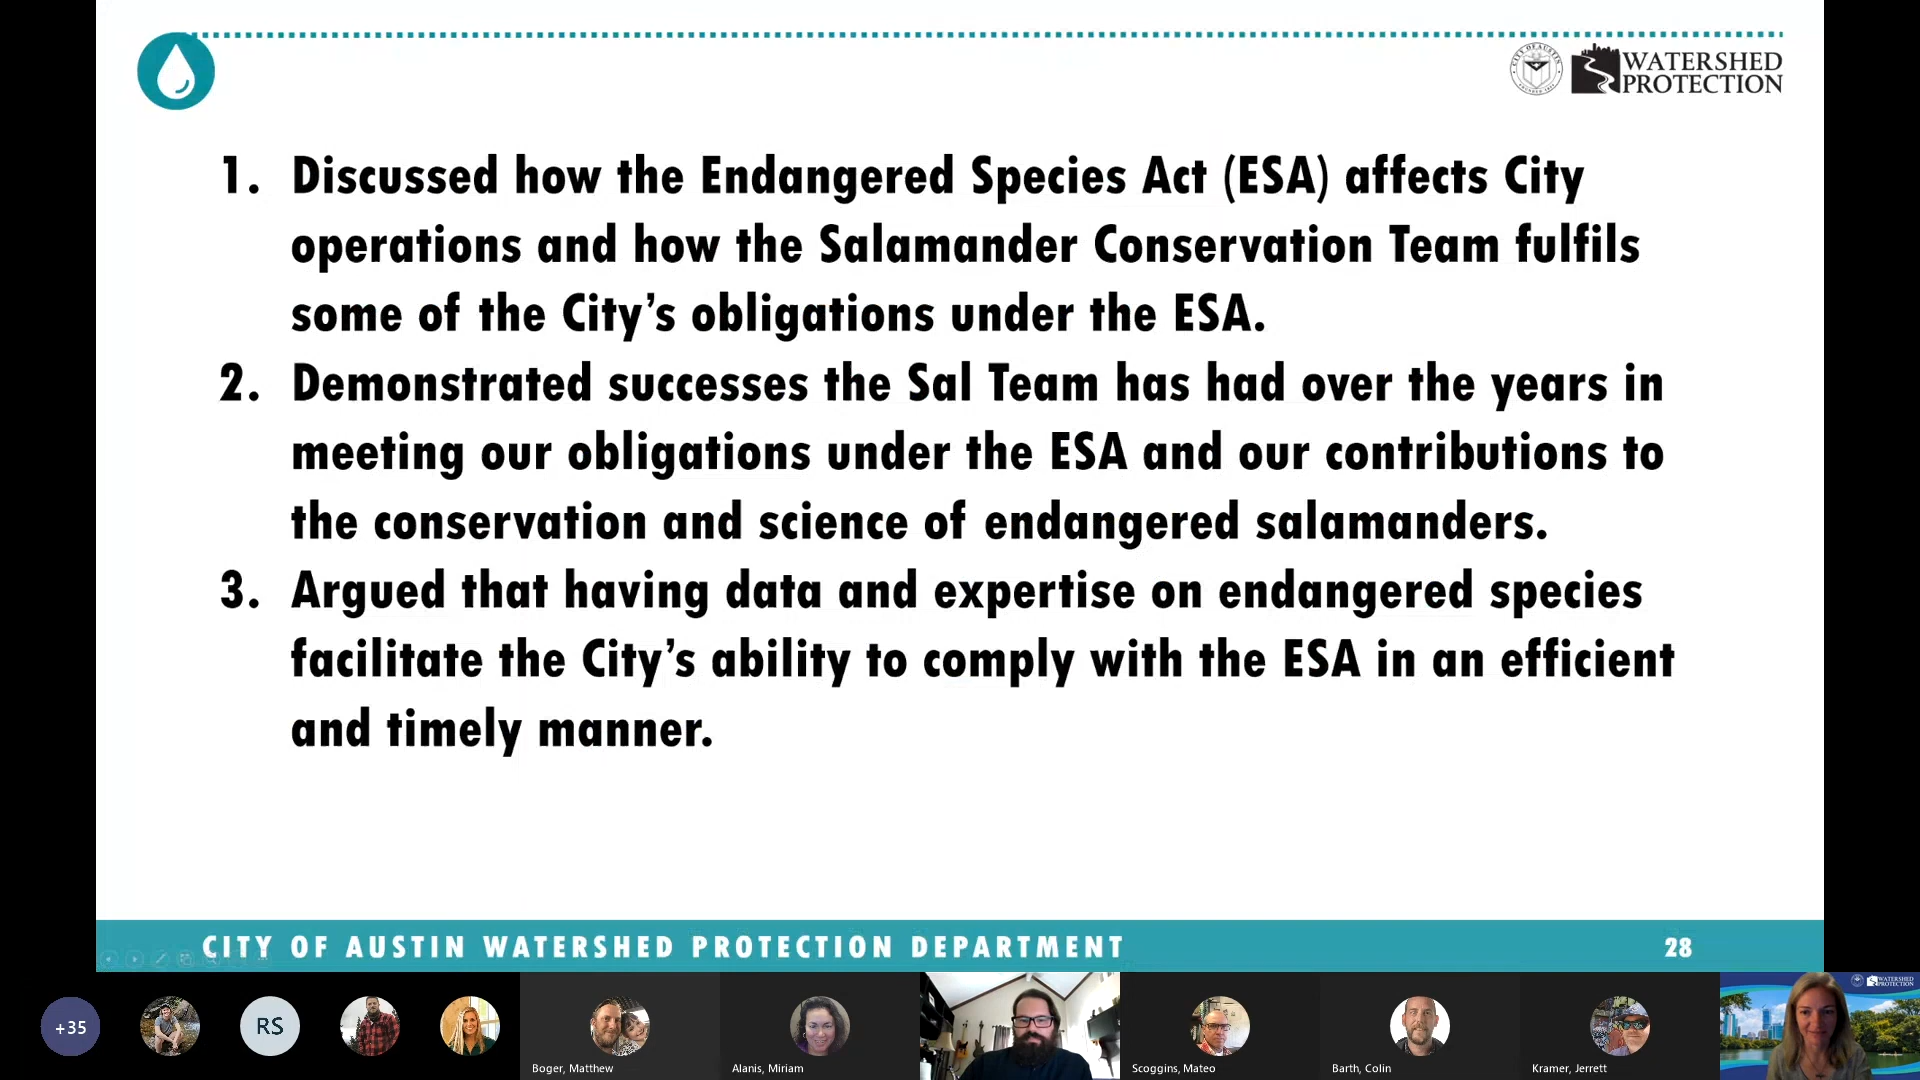 WATERSHED
PROTECTION
1. Discussed how the Endangered Species Act (ESA) affects City
operations and how the Salamander Conservation Team fulfils
some of the City’s obligations under the ESA.
2. Demonstrated successes the Sal Team has had over the years in
meeting our obligations under the ESA and our contributions to
the conservation and science of endangered salamanders.
3. Argued that having data and expertise on endangered species
facilitate the City’s ability to comply with the ESA in an efficient
and timely manner.
CITY OF AUSTIN WATERSHED PROTECTION DEPARTMENT
28
+35
RS
Boger, Matthew
Alanis, Miriam
Scoggins, Mateo
Barth, Colin
Kramer, Jerrett
WATERSHED
PROTECTION